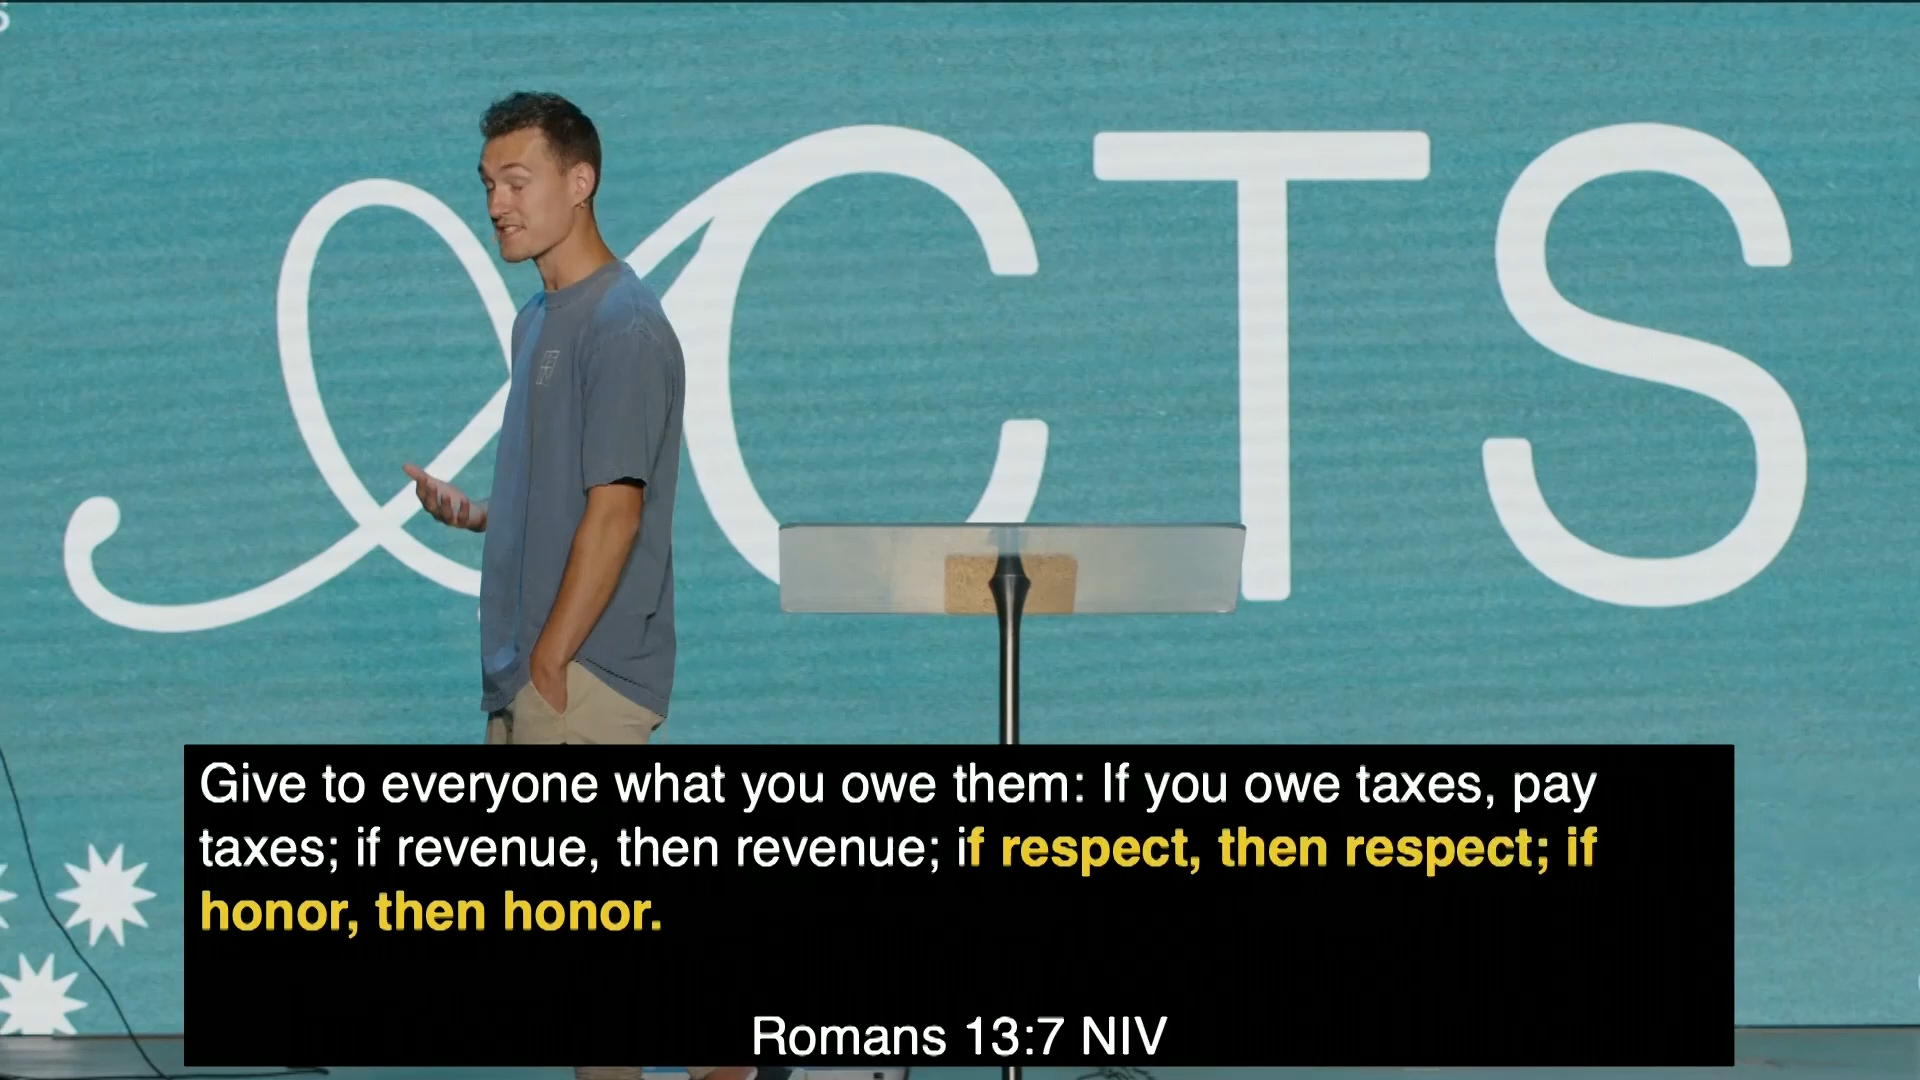 S
ACTS
Give to everyone what you owe them: If you owe taxes, pay
taxes; if revenue, then revenue; if respect, then respect; if
honor, then honor.
Romans 13:7 NIV